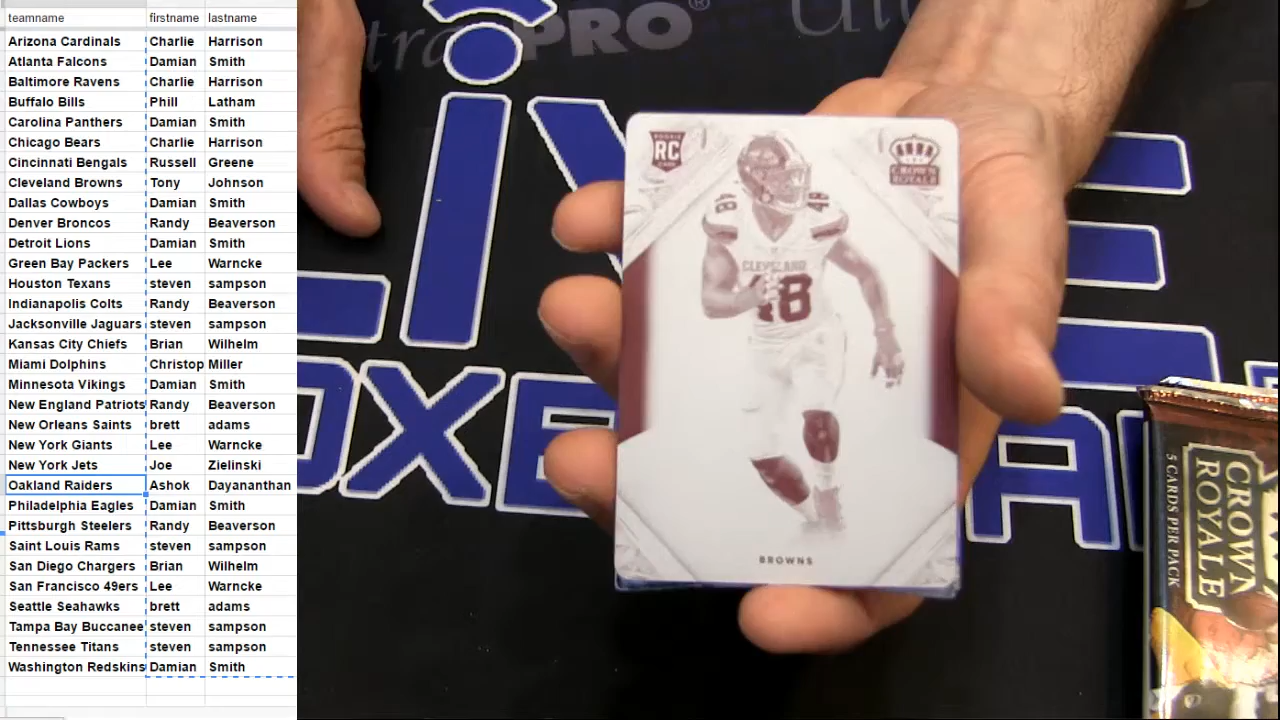 teamname firstname lastname
Arizona Cardinals Charlie Harrison
Atlanta Falcons Damian Smith
Baltimore Ravens Charlie Harrison
Buffalo Bills Phill Latham
Carolina Panthers Damian Smith
Chicago Bears Charlie Harrison
Cincinnati Bengals Russell Greene
Cleveland Browns Tony Johnson
Dallas Cowboys Damian Smith
Denver Broncos Randy Beaverson
Detroit Lions Damian Smith
Green Bay Packers Lee Warncke
Houston Texans steven sampson
Indianapolis Colts Randy Beaverson
Jacksonville Jaguars steven sampson
Kansas City Chiefs Brian Wilhelm
Miami Dolphins Christop Miller
Minnesota Vikings Damian Smith
New England Patriots Randy Beaverson
New Orleans Saints brett adams
New York Giants Lee Warncke
New York Jets Joe Zielinski
Oakland Raiders Ashok Dayananthan
Philadelphia Eagles Damian Smith
Pittsburgh Steelers Randy Beaverson
Saint Louis Rams steven sampson
San Diego Chargers Brian Wilhelm
San Francisco 49ers Lee Warncke
Seattle Seahawks brett adams
Tampa Bay Buccanee steven sampson
Tennessee Titans steven sampson
Washington Redskins Damian Smith
PRO®
RC
CROWN
ROYALE
CLEVELAND
18
BROWNS
CROWN
ROYALE
5 CARDS PER PACK